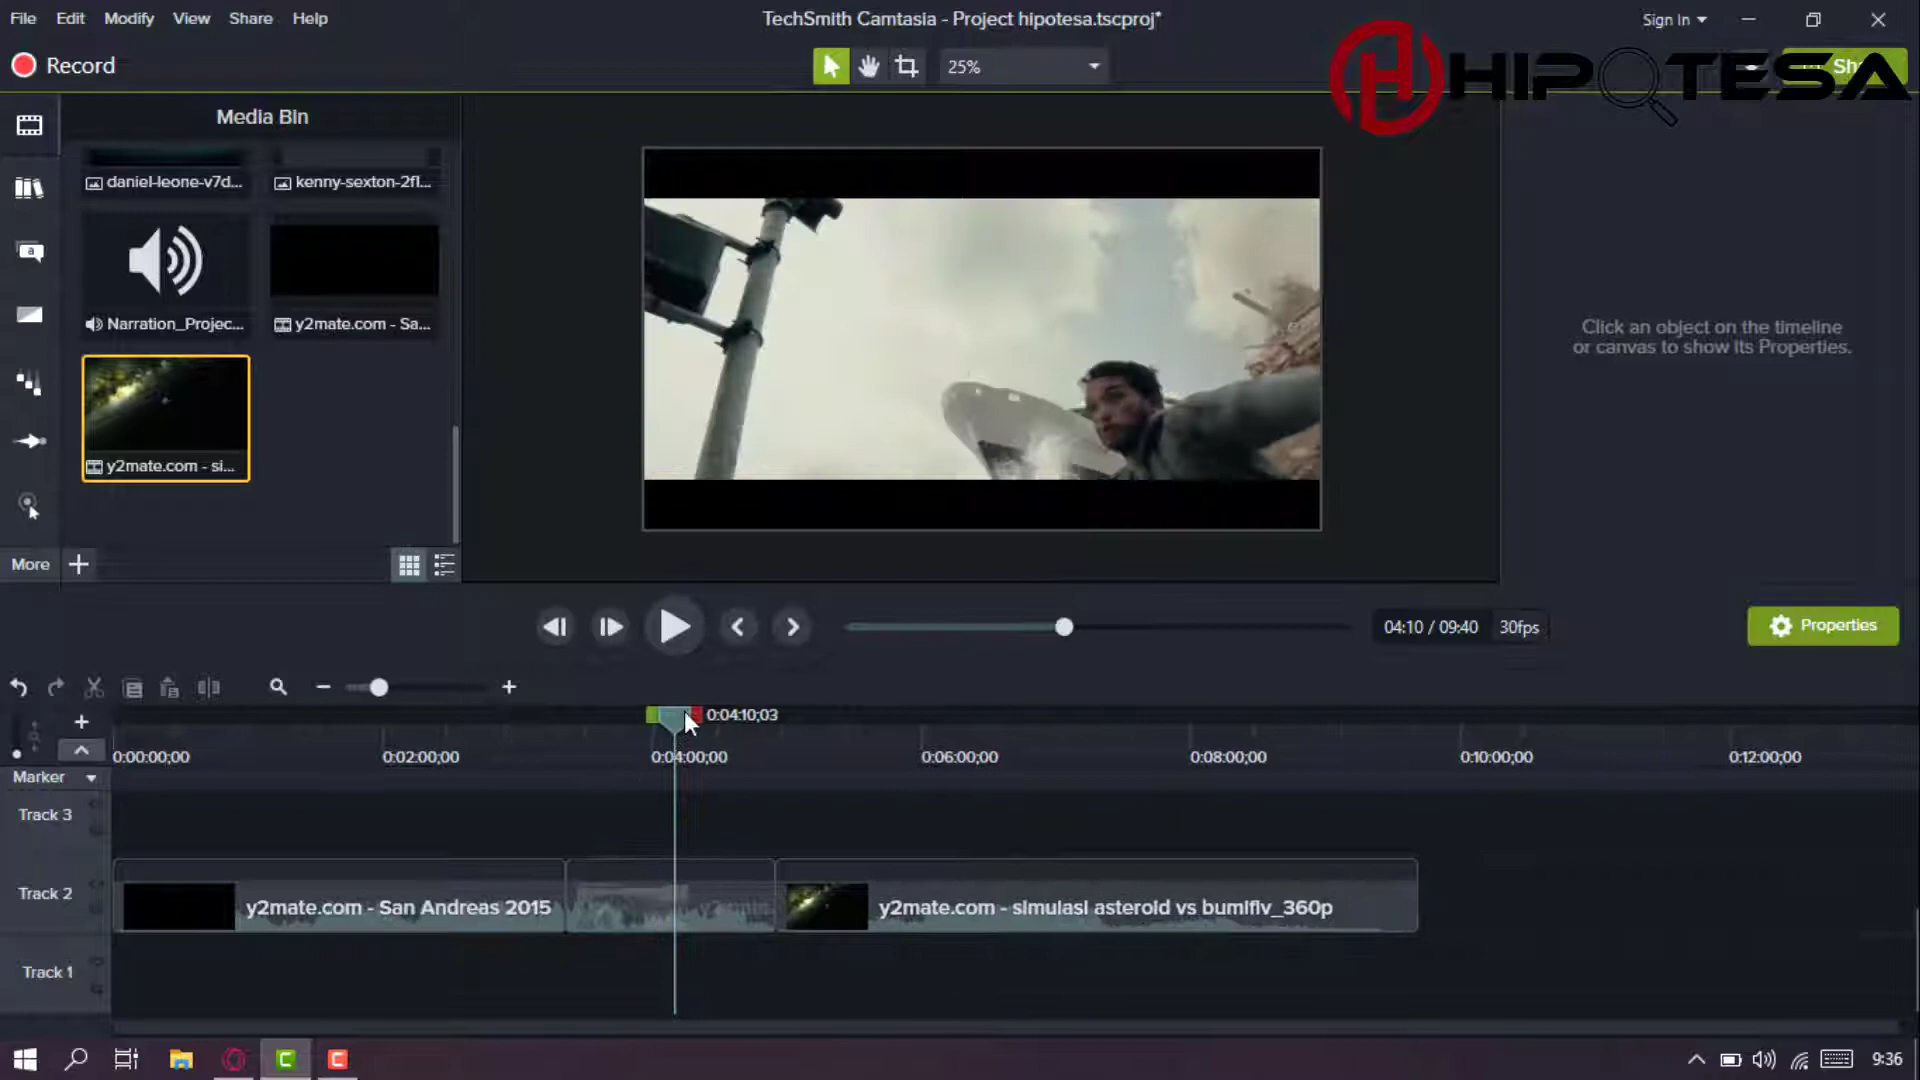 File Edit Modify View Share Help
TechSmith Camtasia - Project hipotesa.tscproj*
Sign In
Record
25%
HIPOTESA
Media Bin
daniel-leone-v7d...
kenny-sexton-2fl...
Narration_Projec...
y2mate.com - Sa...
y2mate.com - si...
Click an object on the timeline
or canvas to show its Properties.
More
04:10 / 09:40
30fps
Properties
0:04:10;03
0:00:00;00
0:02:00;00
0:04:00;00
0:06:00;00
0:08:00;00
0:10:00;00
0:12:00;00
Marker
Track 3
Track 2
y2mate.com - San Andreas 2015
y2mate.com - simulasi asteroid vs bumiflv_360p
Track 1
9:36